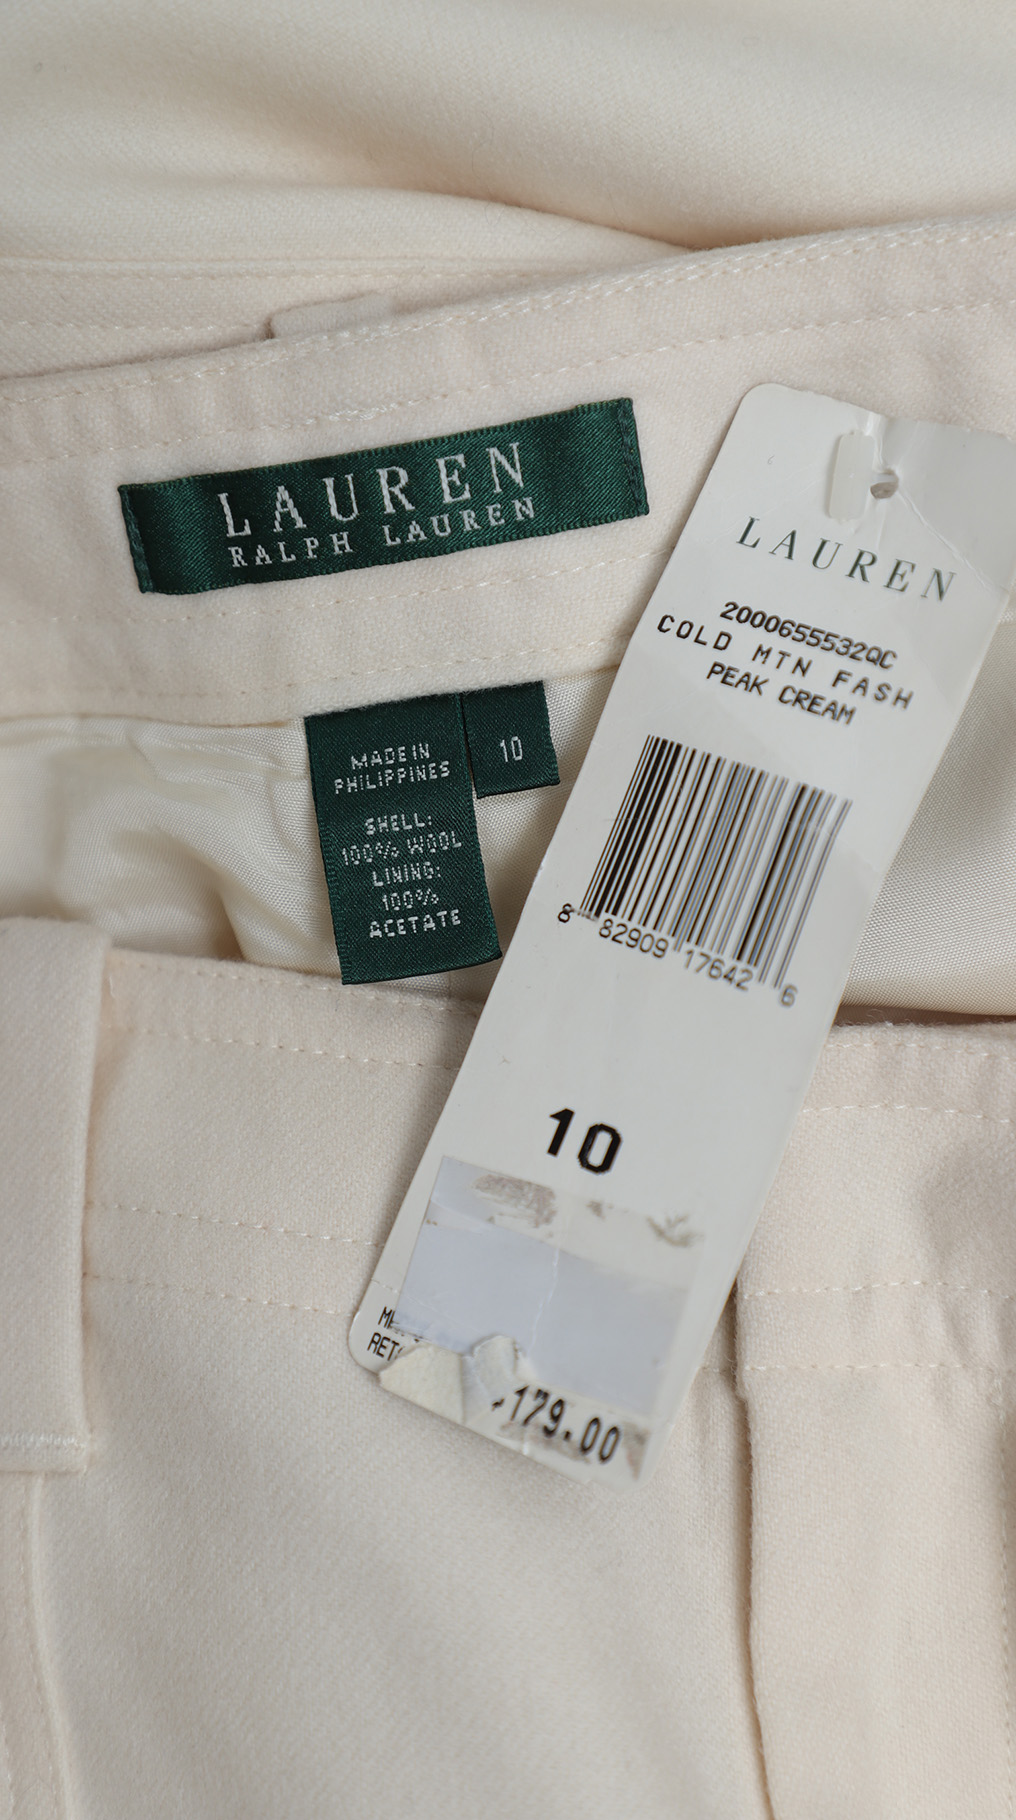 LAUREN
RALPH LAUREN
MADE IN
PHILIPPINES
SHELL:
100% WOOL
LINING:
100%
ACETATE
10
LAUREN
2000655532QC
COLD MTN FASH
PEAK CREAM
8 82909 17642 6
10
179.00